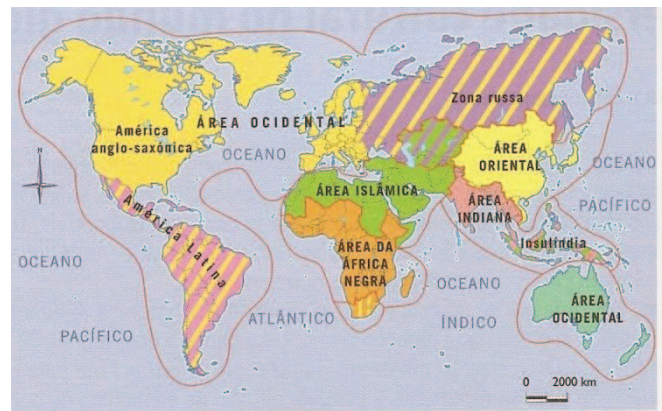 Zona russa
ÁREA OCIDENTAL
América
anglo-saxónica
OCEANO
ÁREA
ORIENTAL
OCEANO
N
ÁREA ISLÂMICA
ÁREA
INDIANA
PACÍFICO
América Latina
ÁREA DA
ÁFRICA
NEGRA
Insulíndia
OCEANO
OCEANO
ATLÂNTICO
ÍNDICO
ÁREA
OCIDENTAL
PACÍFICO
0 2000 km